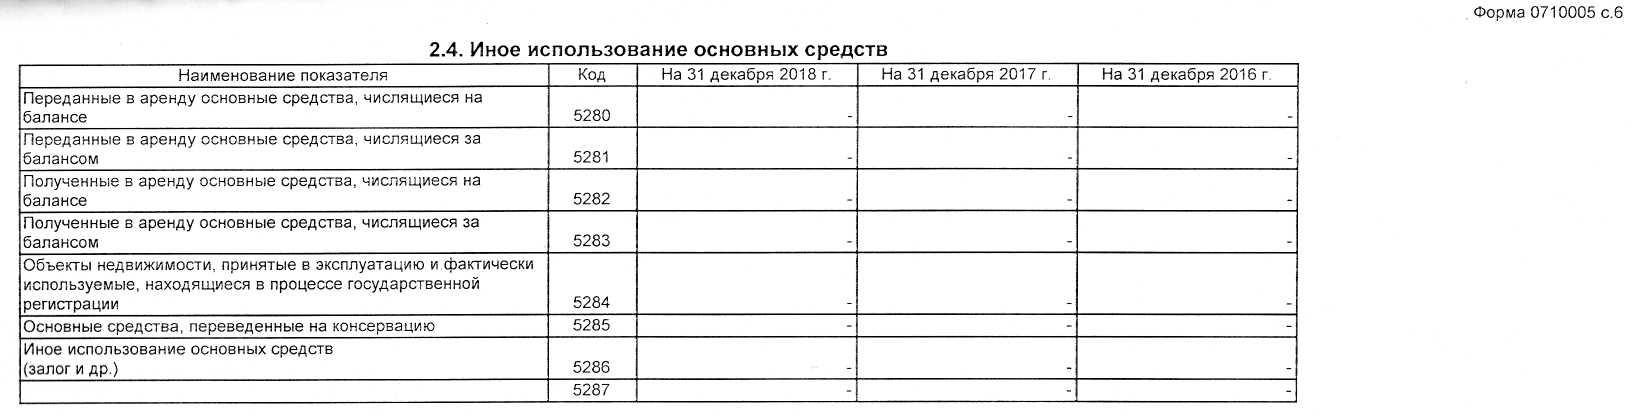 Форма 0710005 с.6
2.4. Иное использование основных средств
Наименование показателя Код На 31 декабря 2018 г. На 31 декабря 2017 г. На 31 декабря 2016 г.
Переданные в аренду основные средства, числящиеся на
балансе 5280 - - -
Переданные в аренду основные средства, числящиеся за
балансом 5281 - - -
Полученные в аренду основные средства, числящиеся на
балансе 5282 - - -
Полученные в аренду основные средства, числящиеся за
балансом 5283 - - -
Объекты недвижимости, принятые в эксплуатацию и фактически
используемые, находящиеся в процессе государственной
регистрации 5284 - - -
Основные средства, переведенные на консервацию 5285 - - -
Иное использование основных средств
(залог и др.) 5286 - - -
5287 - - -